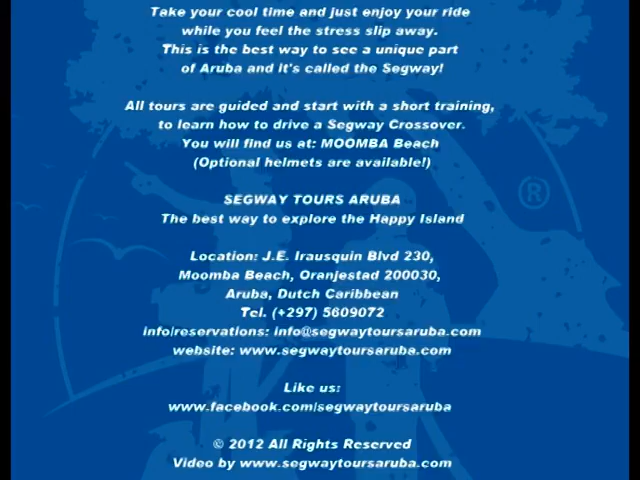 Take your cool time and just enjoy your ride
while you feel the stress slip away.
This is the best way to see a unique part
of Aruba and it's called the Segway!
All tours are guided and start with a short training,
to learn how to drive a Segway Crossover.
You will find us at: MOOMBA Beach
(Optional helmets are available!)
®
SEGWAY TOURS ARUBA
The best way to explore the Happy Island
Location: J.E. Irausquin Blvd 230,
Moomba Beach, Oranjestad 200030,
Aruba, Dutch Caribbean
Tel. (+297) 5609072
info/reservations: info@segwaytoursaruba.com
website: www.segwaytoursaruba.com
Like us:
www.facebook.com/segwaytoursaruba
© 2012 All Rights Reserved
Video by www.segwaytoursaruba.com